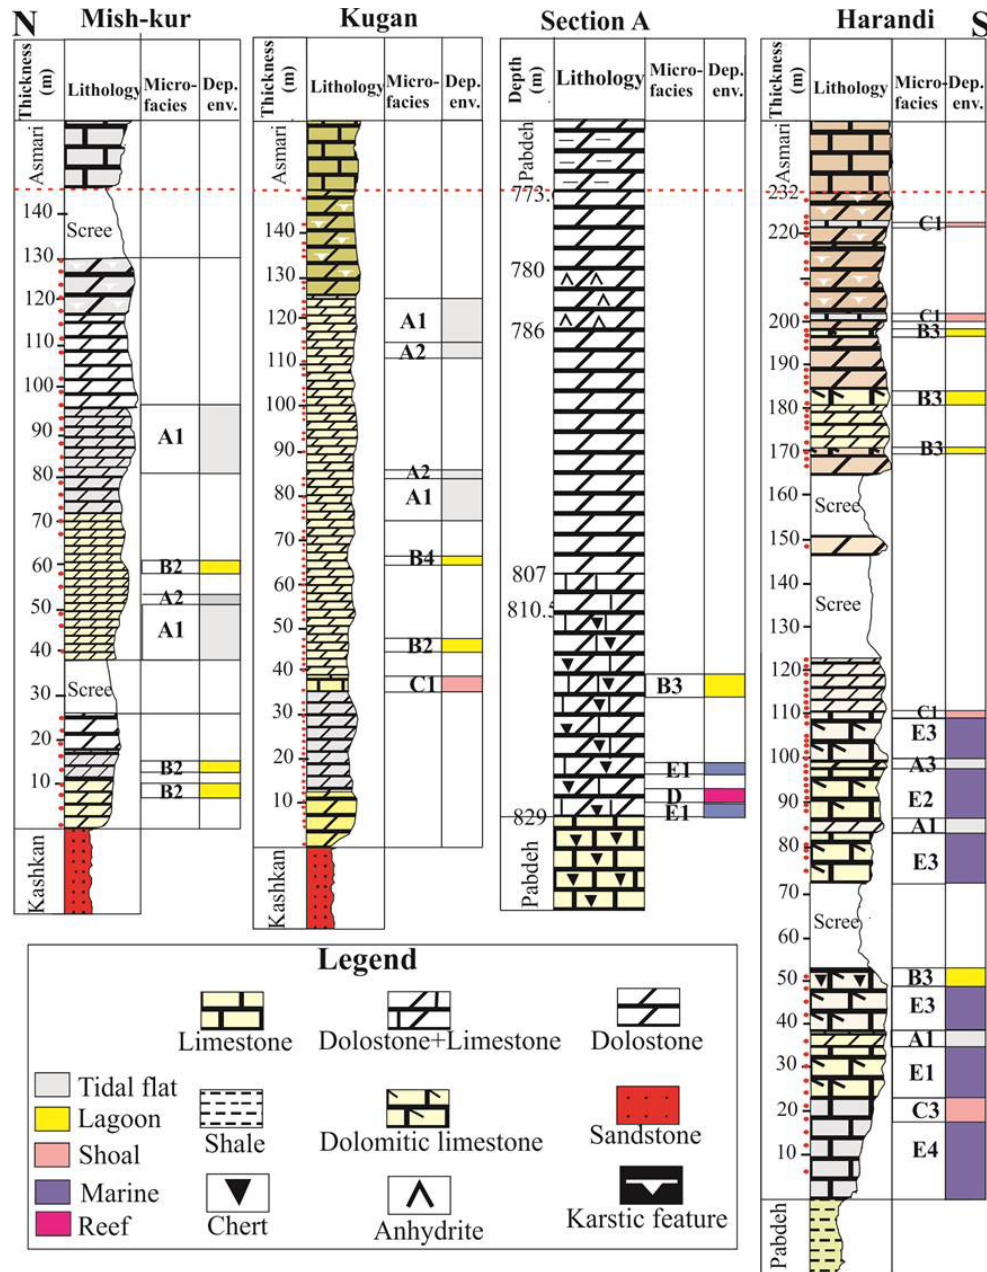 N
Mish-kur
Kugan
Section A
Harandi
S
Thickness (m)
Lithology
Micro-facies
Dep. env.
Thickness (m)
Lithology
Micro-facies
Dep. env.
Depth (m)
Lithology
Micro-facies
Dep. env.
Thickness (m)
Lithology
Micro-facies
Dep. env.
Asmari
140
Scree
130
120
110
100
90
A1
80
70
60
B2
A2
50
A1
40
30
Scree
20
B2
10
B2
Kashkan
Asmari
140
130
120
A1
A2
110
100
90
A2
80
A1
70
B4
60
50
B2
40
C1
30
20
10
Kashkan
Pabdeh
773.
780
786
807
810.5
B3
E1
D
E1
829
Pabdeh
Asmari
232
C1
220
C1
200
B3
190
B3
180
B3
170
160
Scree
150
140
Scree
130
120
C1
110
E3
100
A3
E2
90
A1
80
E3
70
Scree
60
B3
50
E3
40
A1
30
E1
20
C3
E4
10
Pabdeh
Legend
Limestone
Dolostone+Limestone
Dolostone
Tidal flat
Lagoon
Shoal
Marine
Reef
Shale
Dolomitic limestone
Sandstone
Chert
Anhydrite
Karstic feature